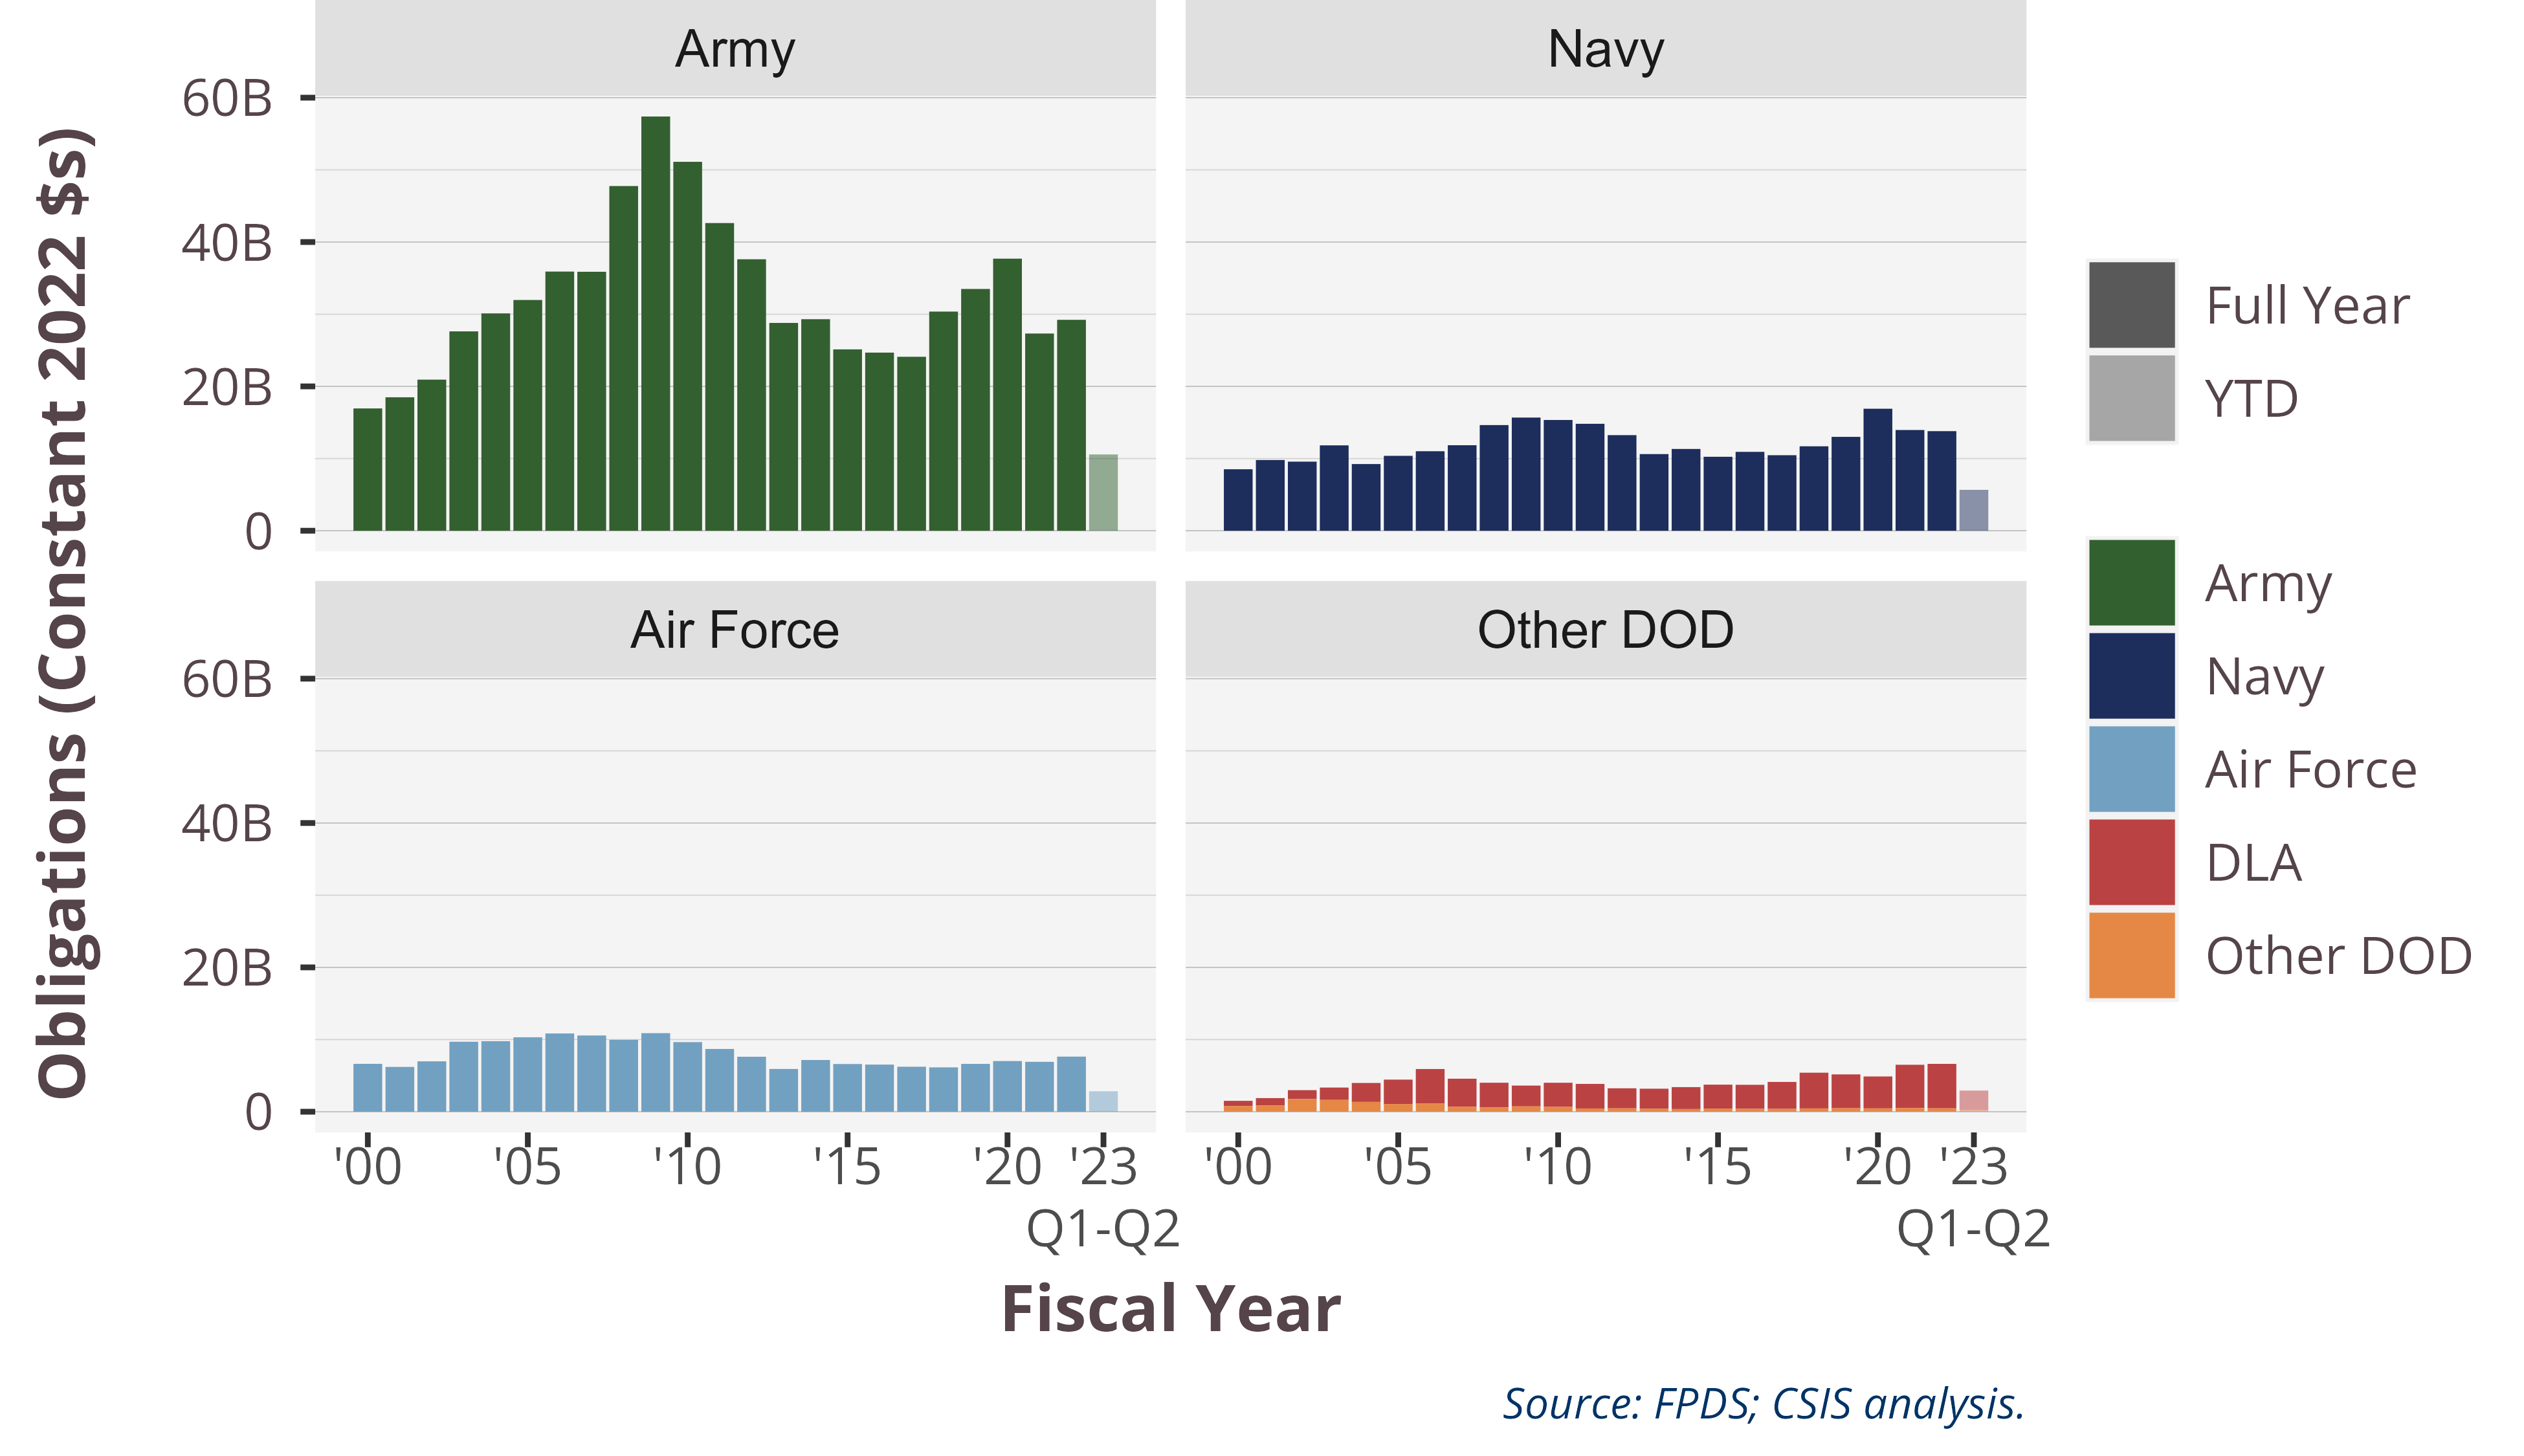 Army
Navy
60B
40B
20B
0
Air Force
Other DOD
60B
40B
20B
0
'00
'05
'10
'15
'20
'23
Q1-Q2
'00
'05
'10
'15
'20
'23
Q1-Q2
Fiscal Year
Obligations (Constant 2022 $s)
Full Year
YTD
Army
Navy
Air Force
DLA
Other DOD
Source: FPDS; CSIS analysis.